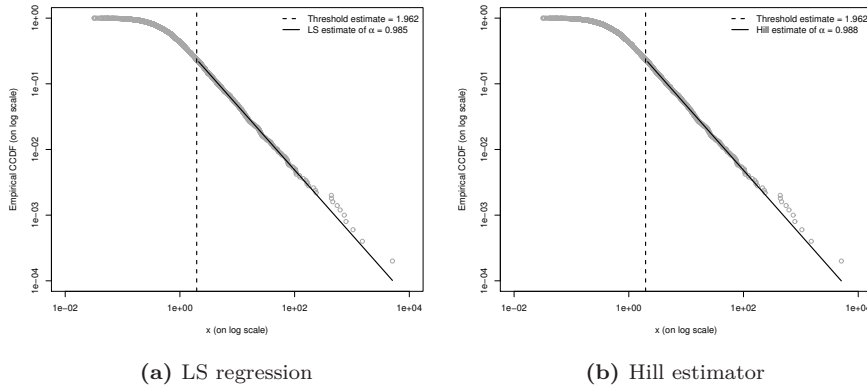 Empirical CCDF (on log scale)
1e+00
1e-01
1e-02
1e-03
1e-04
Threshold estimate = 1.962
LS estimate of α = 0.985
1e-02
1e+00
1e+02
1e+04
x (on log scale)
(a) LS regression
Empirical CCDF (on log scale)
1e+00
1e-01
1e-02
1e-03
1e-04
Threshold estimate = 1.962
Hill estimate of α = 0.988
1e-02
1e+00
1e+02
1e+04
x (on log scale)
(b) Hill estimator